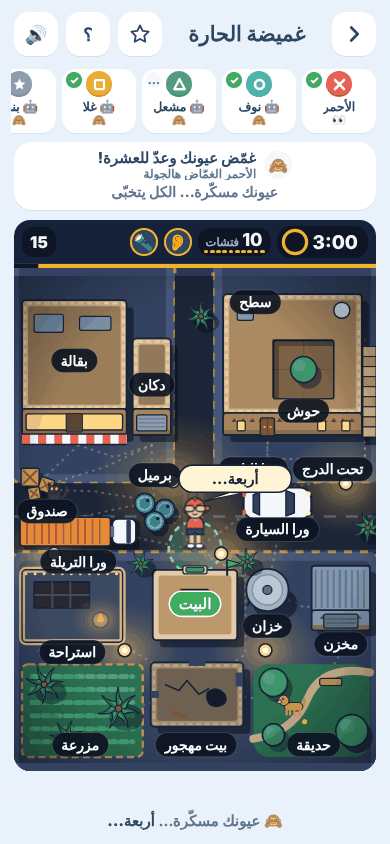 غميضة الحارة
؟
الأحمر
نوف
مشعل
غلا
غمّض عيونك وعدّ للعشرة!
الأحمر الغمّاض هالجولة
عيونك مسكّرة... الكل يتخبّى
3:00
10 فتشات
15
سطح
بقالة
دكان
حوش
تحت الدرج
برميل
أربعة...
صندوق
ورا السيارة
ورا التريلة
البيت
خزان
مخزن
استراحة
مزرعة
بيت مهجور
حديقة
عيونك مسكّرة... أربعة...